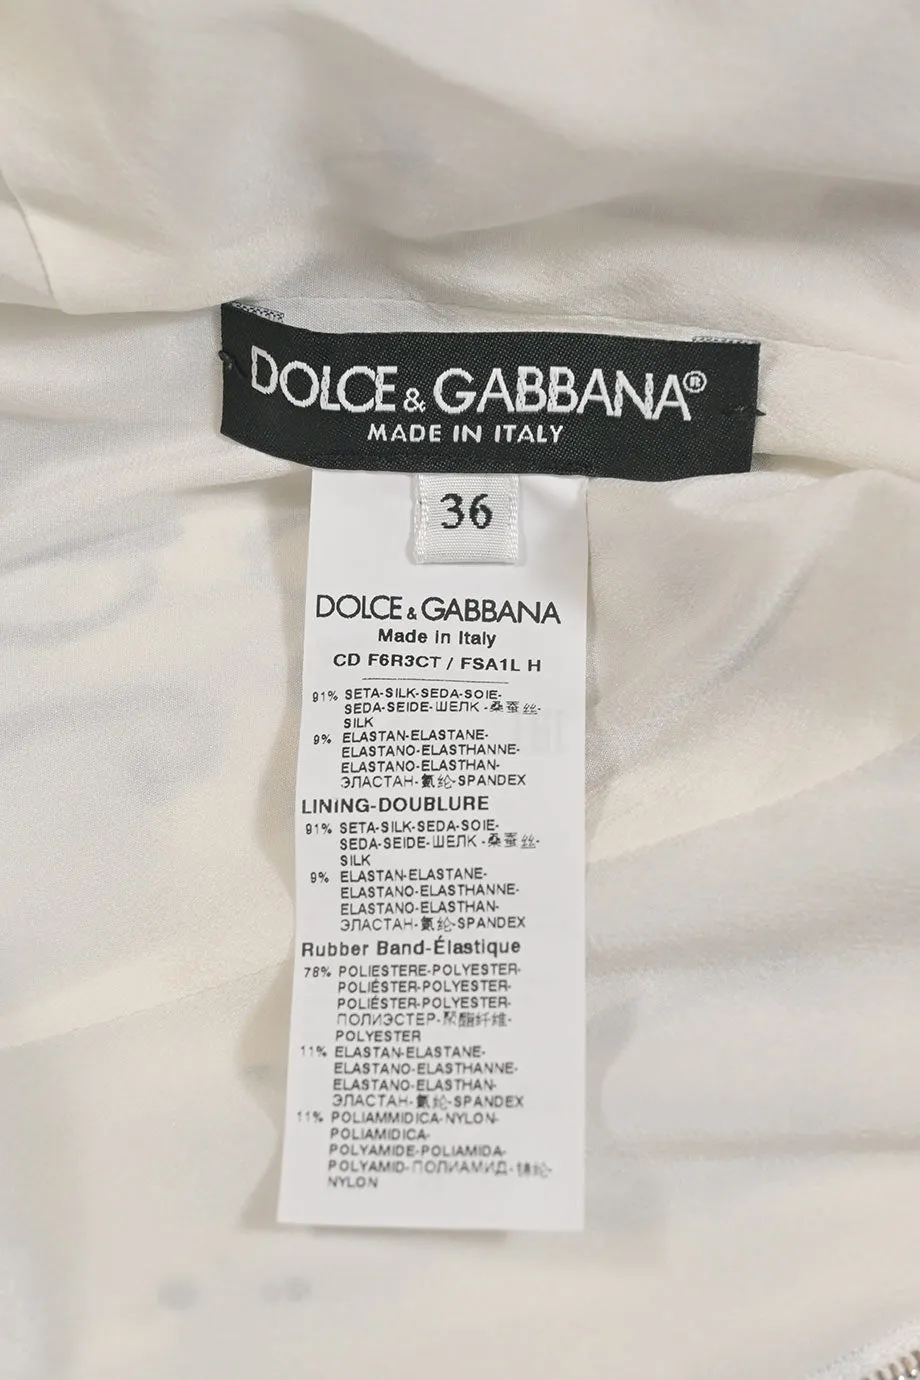 DOLCE & GABBANA®
MADE IN ITALY
36
DOLCE & GABBANA
Made in Italy
CD F6R3CT / FSA1L H
91% SETA-SILK-SEDA-SOIE-
SEDA-SEIDE-ШЕЛК -桑蚕丝-
SILK
9% ELASTAN-ELASTANE-
ELASTANO-ELASTHANNE-
ELASTANO-ELASTHAN-
ЭЛАСТАН-氨纶-SPANDEX
LINING-DOUBLURE
91% SETA-SILK-SEDA-SOIE-
SEDA-SEIDE-ШЕЛК -桑蚕丝-
SILK
9% ELASTAN-ELASTANE-
ELASTANO-ELASTHANNE-
ELASTANO-ELASTHAN-
ЭЛАСТАН-氨纶-SPANDEX
Rubber Band-Élastique
78% POLIESTERE-POLYESTER-
POLIÉSTER-POLYESTER-
POLIÉSTER-POLYESTER-
ПОЛИЭСТЕР-聚酯纤维-
POLYESTER
11% ELASTAN-ELASTANE-
ELASTANO-ELASTHANNE-
ELASTANO-ELASTHAN-
ЭЛАСТАН-氨纶-SPANDEX
11% POLIAMMIDICA-NYLON-
POLIAMIDICA-
POLYAMIDE-POLIAMIDA-
POLYAMID-ПОЛИАМИД-锦纶-
NYLON